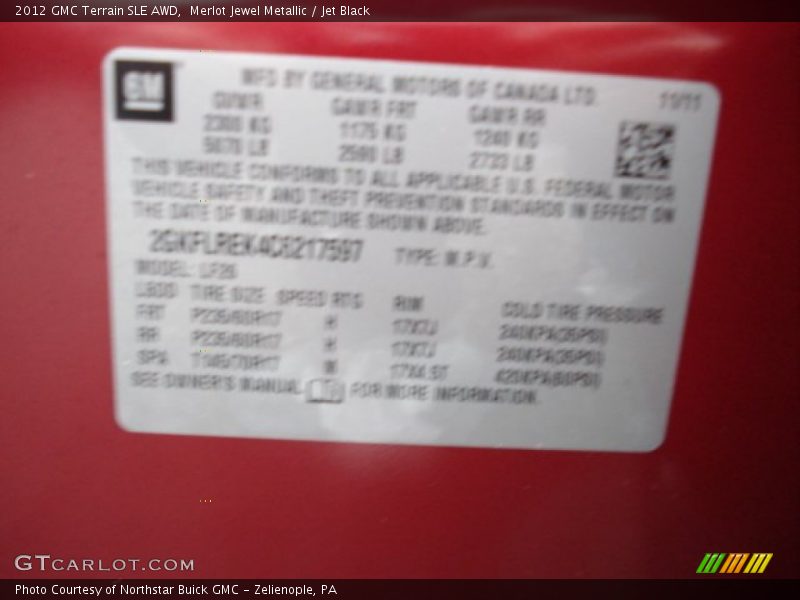 2012 GMC Terrain SLE AWD,  Merlot Jewel Metallic / Jet Black
GM
MFD BY GENERAL MOTORS OF CANADA LTD. 11/11
GVWR GAWR FRT GAWR RR
2300 KG 1175 KG 1240 KG
5070 LB 2590 LB 2733 LB
THIS VEHICLE CONFORMS TO ALL APPLICABLE U.S. FEDERAL MOTOR
VEHICLE SAFETY AND THEFT PREVENTION STANDARDS IN EFFECT ON
THE DATE OF MANUFACTURE SHOWN ABOVE.
2GKFLREK4C6217597 TYPE: M.P.V.
MODEL: LF26
TIRE SIZE SPEED RTG RIM COLD TIRE PRESSURE
FRT P235/60R17 H 17X7J 240KPA(35PSI)
RR P235/60R17 H 17X7J 240KPA(35PSI)
SPA T145/70R17 M 420KPA(60PSI)
SEE OWNER'S MANUAL FOR MORE INFORMATION.
GTCARLOT.COM
Photo Courtesy of Northstar Buick GMC - Zelienople, PA